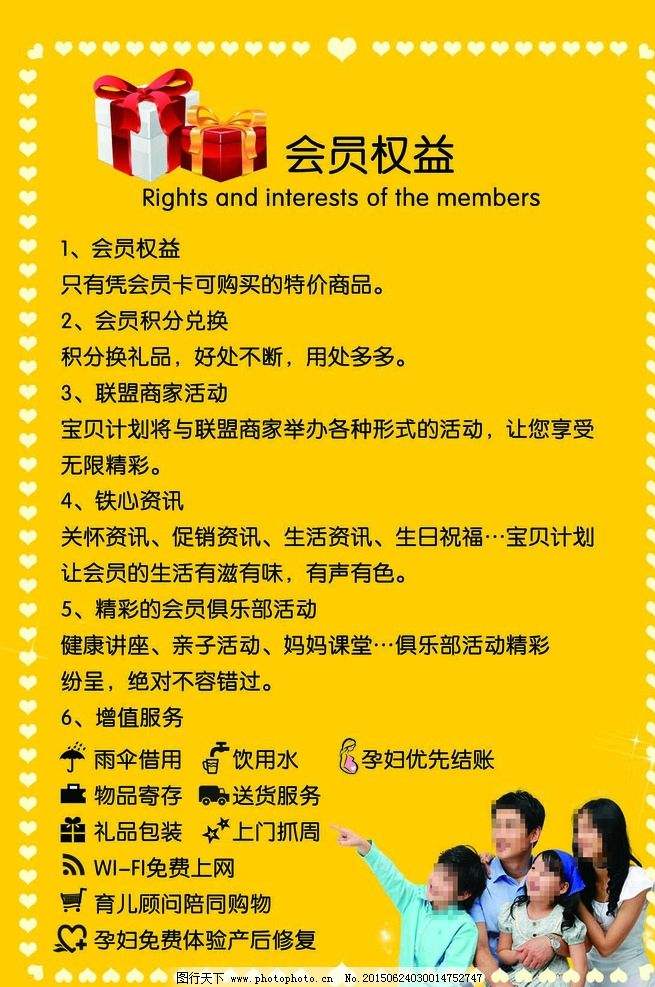 会员权益
Rights and interests of the members
1、会员权益
只有凭会员卡可购买的特价商品。
2、会员积分兑换
积分换礼品，好处不断，用处多多。
3、联盟商家活动
宝贝计划将与联盟商家举办各种形式的活动，让您享受
无限精彩。
4、铁心资讯
关怀资讯、促销资讯、生活资讯、生日祝福…宝贝计划
让会员的生活有滋有味，有声有色。
5、精彩的会员俱乐部活动
健康讲座、亲子活动、妈妈课堂…俱乐部活动精彩
纷呈，绝对不容错过。
6、增值服务
雨伞借用 饮用水 孕妇优先结账
物品寄存 送货服务
礼品包装 上门抓周
WI-FI免费上网
育儿顾问陪同购物
孕妇免费体验产后修复
图行天下 www.photophoto.cn No.20150624030014752747